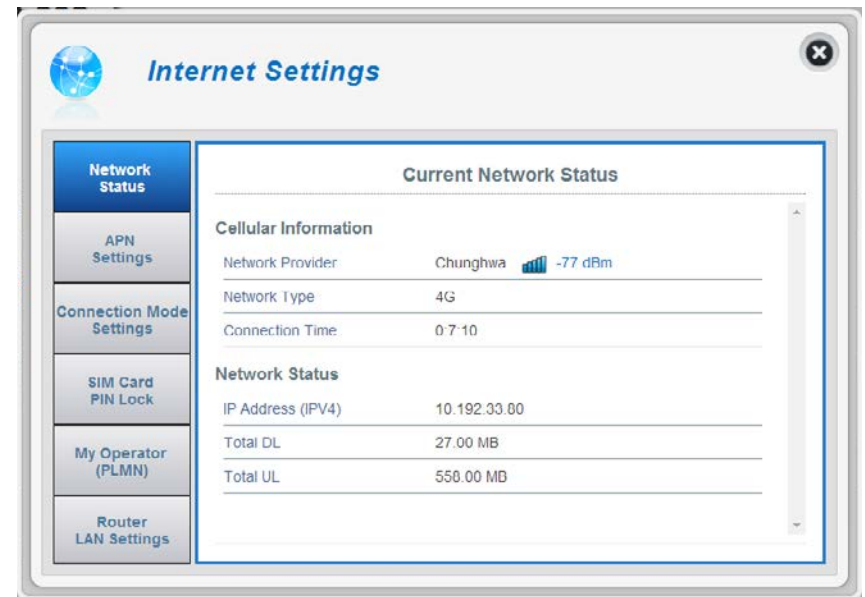 Internet Settings
Network
Status
APN
Settings
Connection Mode
Settings
SIM Card
PIN Lock
My Operator
(PLMN)
Router
LAN Settings
Current Network Status
Cellular Information
Network Provider Chunghwa -77 dBm
Network Type 4G
Connection Time 0:7:10
Network Status
IP Address (IPV4) 10.192.33.80
Total DL 27.00 MB
Total UL 558.00 MB